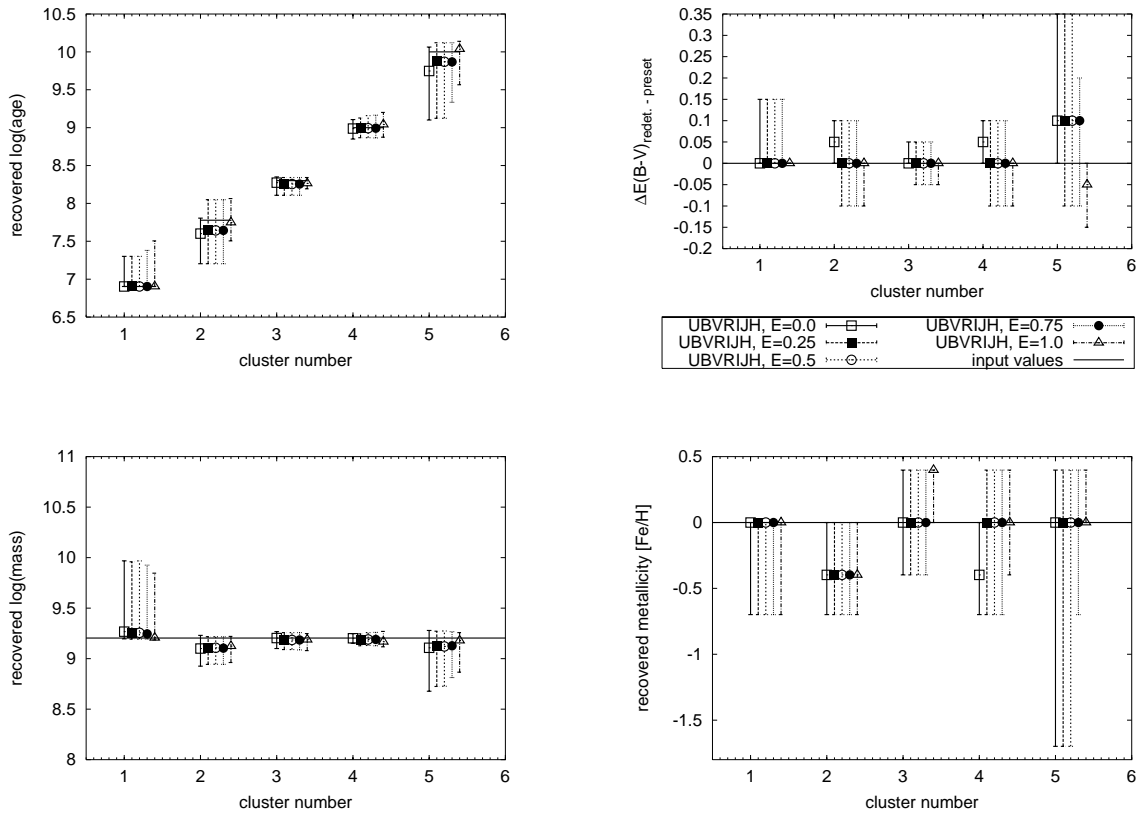 recovered log(age)
10.5
10
9.5
9
8.5
8
7.5
7
6.5
1 2 3 4 5 6
cluster number
ΔE(B-V)redet. - preset
0.35
0.3
0.25
0.2
0.15
0.1
0.05
0
-0.05
-0.1
-0.15
-0.2
1 2 3 4 5 6
cluster number
UBVRIJH, E=0.0
UBVRIJH, E=0.25
UBVRIJH, E=0.5
UBVRIJH, E=0.75
UBVRIJH, E=1.0
input values
recovered log(mass)
11
10.5
10
9.5
9
8.5
8
1 2 3 4 5 6
cluster number
recovered metallicity [Fe/H]
0.5
0
-0.5
-1
-1.5
1 2 3 4 5 6
cluster number